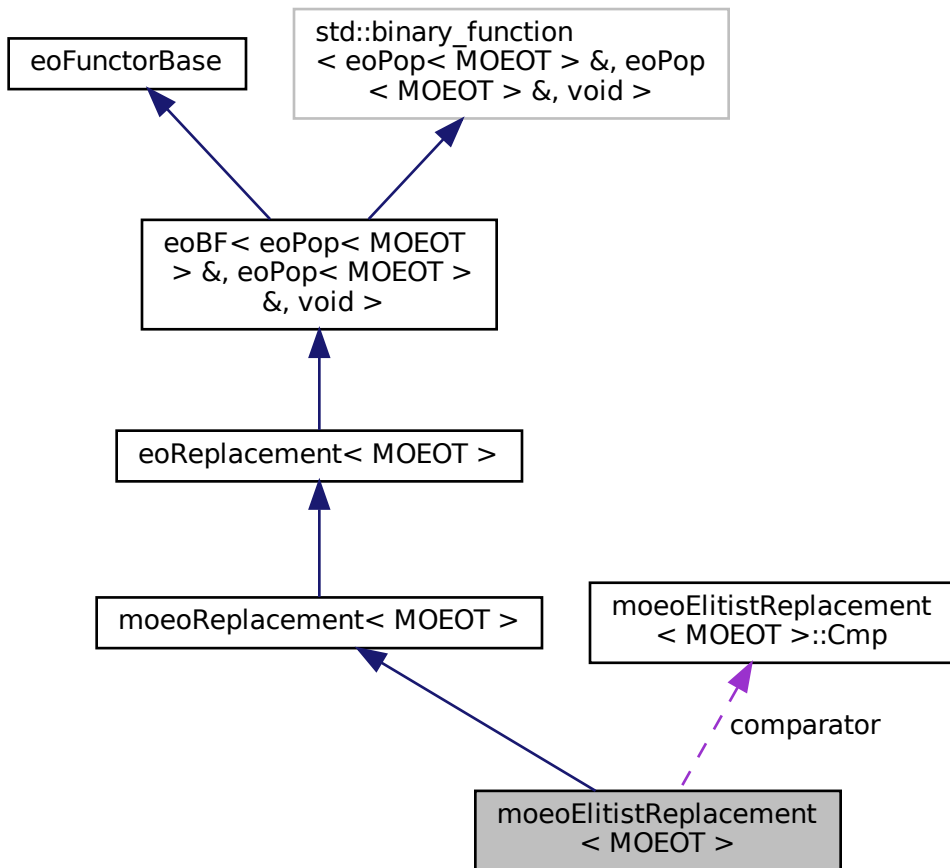 eoFunctorBase
std::binary_function
< eoPop< MOEOT > &, eoPop
< MOEOT > &, void >
eoBF< eoPop< MOEOT
> &, eoPop< MOEOT >
&, void >
eoReplacement< MOEOT >
moeoReplacement< MOEOT >
moeoElitistReplacement
< MOEOT >::Cmp
comparator
moeoElitistReplacement
< MOEOT >